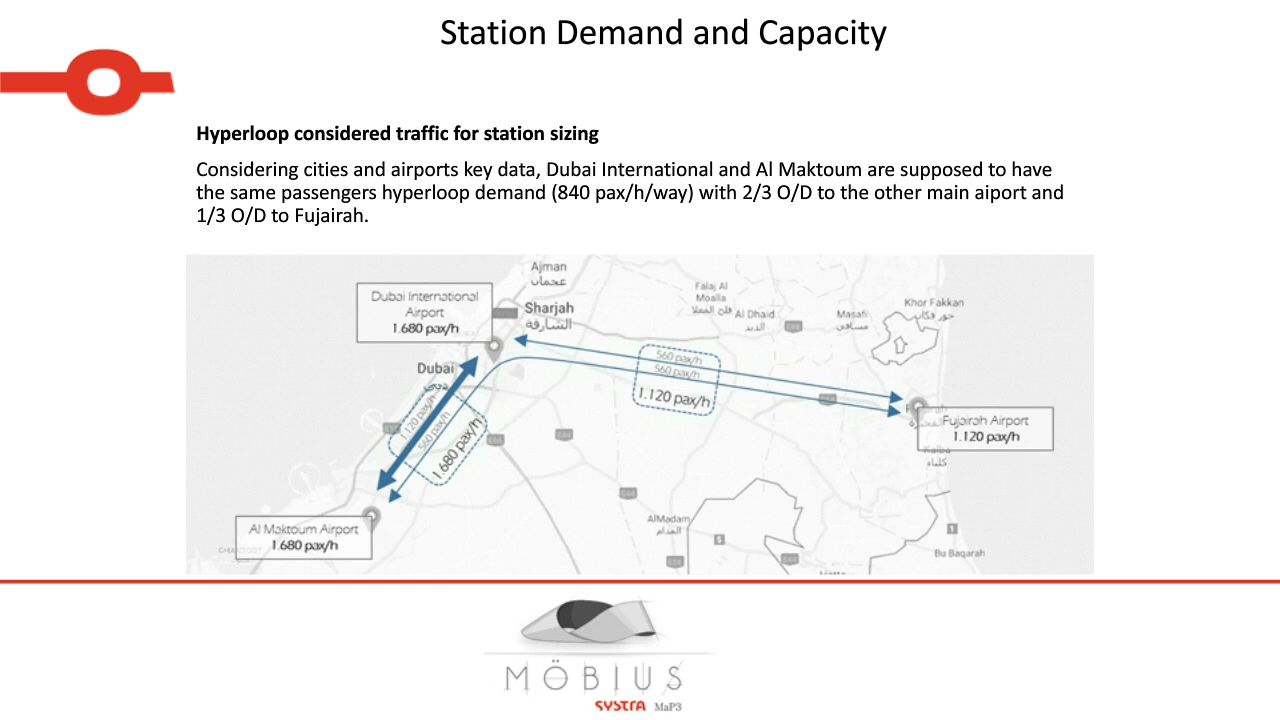 Station Demand and Capacity
Hyperloop considered traffic for station sizing
Considering cities and airports key data, Dubai International and Al Maktoum are supposed to have
the same passengers hyperloop demand (840 pax/h/way) with 2/3 O/D to the other main aiport and
1/3 O/D to Fujairah.
Ajman
عجمان
Dubai International
Airport
1.680 pax/h
Sharjah
الشارقة
Falaj Al
Moalla
فلج المعلا
Al Dhaid
الذيد
Masafi
مسافي
Khor Fakkan
خور فكان
560 pax/h
560 pax/h
1.120 pax/h
Dubai
دبي
1.120 pax/h
560 pax/h
1.680 pax/h
Fujairah Airport
1.120 pax/h
Kalba
كلباء
Al Maktoum Airport
1.680 pax/h
AlMadam
المدام
5
1
Bu Baqarah
MÖBIUS
SYSTRA MaP3